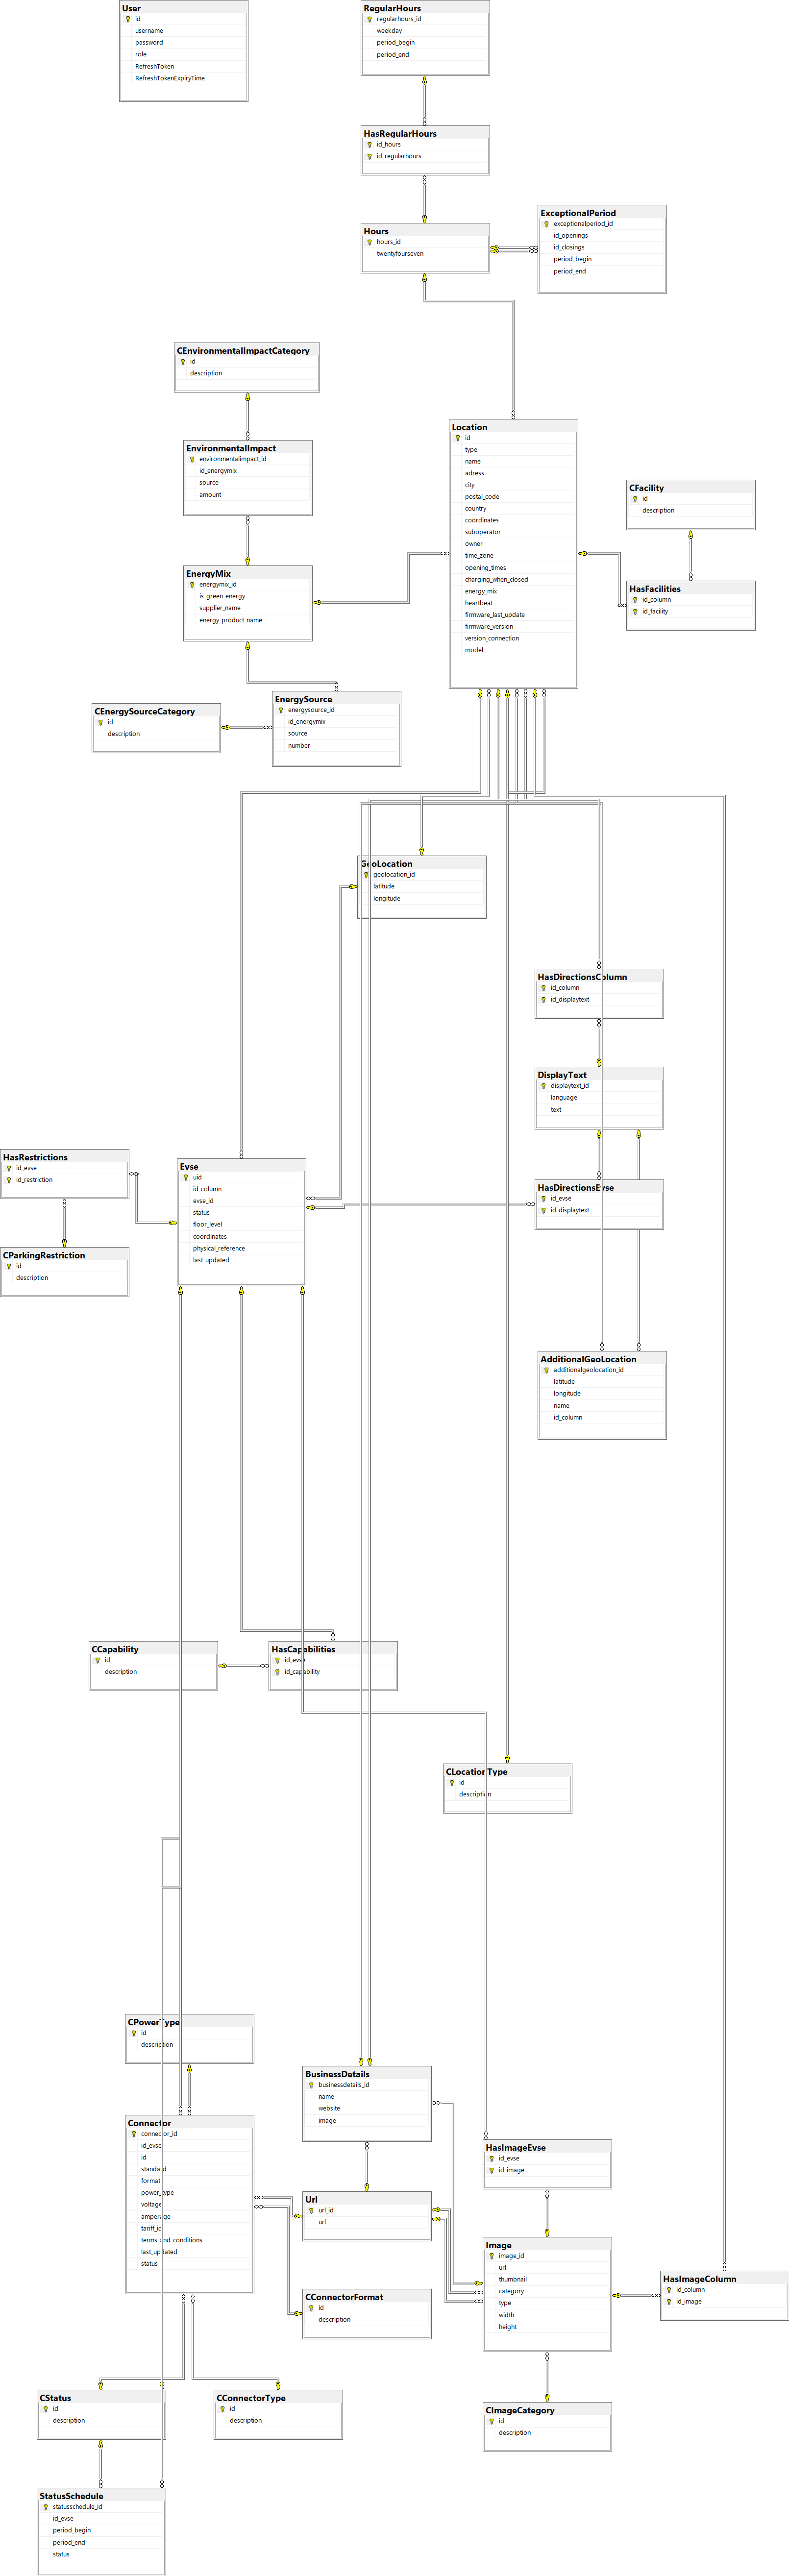 User
id
username
password
role
RefreshToken
RefreshTokenExpiryTime
RegularHours
regularhours_id
weekday
period_begin
period_end
HasRegularHours
id_hours
id_regularhours
Hours
hours_id
twentyfourseven
ExceptionalPeriod
exceptionalperiod_id
id_openings
id_closings
period_begin
period_end
CEnvironmentalImpactCategory
id
description
EnvironmentalImpact
environmentalimpact_id
id_energymix
source
amount
EnergyMix
energymix_id
is_green_energy
supplier_name
energy_product_name
Location
id
type
name
adress
city
postal_code
country
coordinates
suboperator
owner
time_zone
opening_times
charging_when_closed
energy_mix
heartbeat
firmware_last_update
firmware_version
version_connection
model
CFacility
id
description
HasFacilities
id_column
id_facility
CEnergySourceCategory
id
description
EnergySource
energysource_id
id_energymix
source
number
GeoLocation
geolocation_id
latitude
longitude
HasDirectionsColumn
id_column
id_displaytext
DisplayText
displaytext_id
language
text
HasDirectionsEvse
id_evse
id_displaytext
HasRestrictions
id_evse
id_restriction
CParkingRestriction
id
description
Evse
uid
id_column
evse_id
status
floor_level
coordinates
physical_reference
last_updated
AdditionalGeoLocation
additionalgeolocation_id
latitude
longitude
name
id_column
CCapability
id
description
HasCapabilities
id_evse
id_capability
CLocationType
id
description
CPowerType
id
description
Connector
connector_id
id_evse
id
standard
format
power_type
voltage
amperage
tariff_id
terms_and_conditions
last_updated
status
BusinessDetails
businessdetails_id
name
website
image
Url
url_id
url
CConnectorFormat
id
description
HasImageEvse
id_evse
id_image
Image
image_id
url
thumbnail
category
type
width
height
HasImageColumn
id_column
id_image
CStatus
id
description
CConnectorType
id
description
CImageCategory
id
description
StatusSchedule
statusschedule_id
id_evse
period_begin
period_end
status